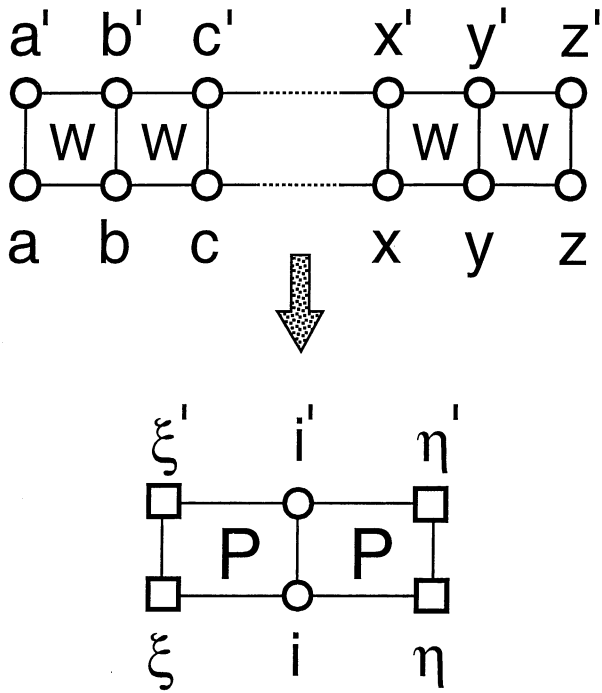 a' b' c' x' y' z'
W W W W
a b c x y z
ξ' i' η'
P P
ξ i η